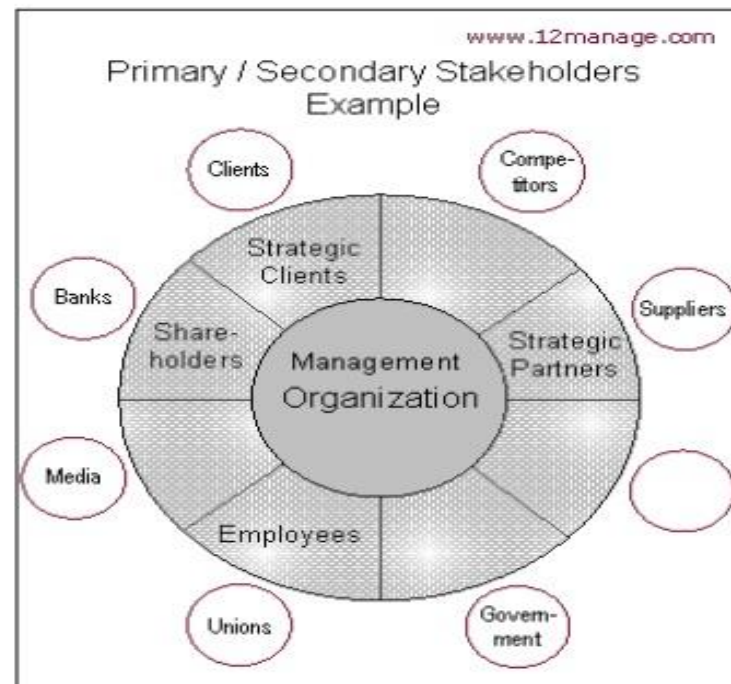 www.12manage.com
Primary / Secondary Stakeholders
Example
Clients
Compe-
titors
Strategic
Clients
Banks
Suppliers
Share-
holders
Strategic
Partners
Management
Organization
Media
Employees
Unions
Govern-
ment